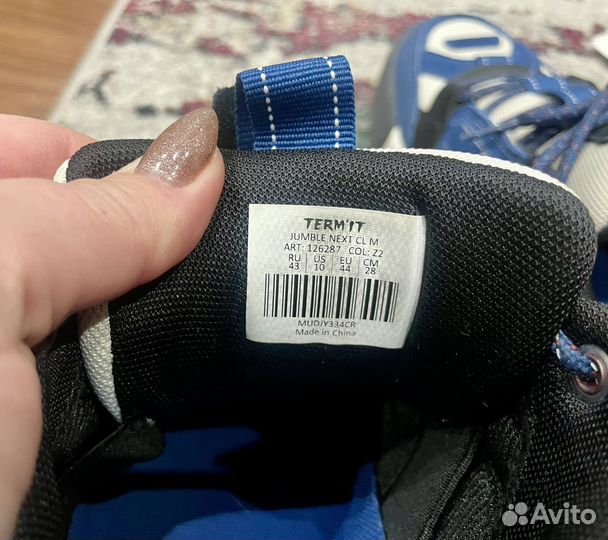 TERM'IT
JUMBLE NEXT CL M
ART: 126287 COL: Z2
RU US EU CM
43 10 44 28
MUDJY334CR
Made in China
Avito